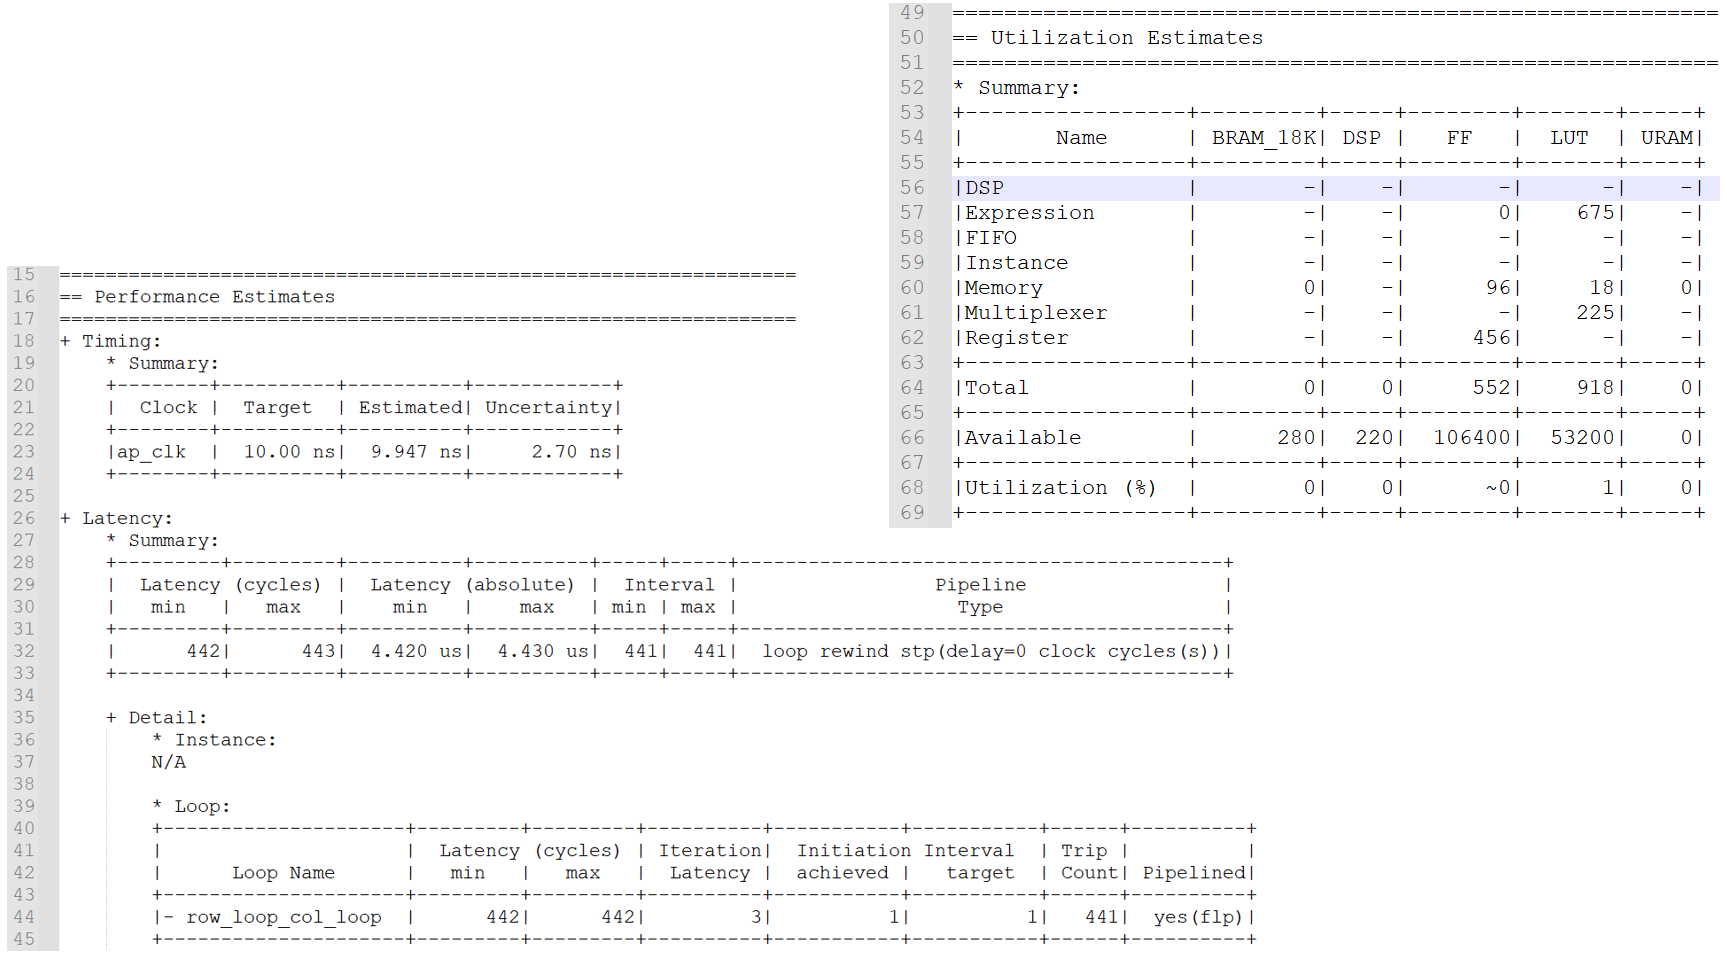 49 ===========================================================
50 == Utilization Estimates
51 ===========================================================
52 * Summary:
53 +-----------------+---------+-----+--------+-------+-----+
54 |       Name      | BRAM_18K| DSP |   FF   |  LUT  | URAM|
55 +-----------------+---------+-----+--------+-------+-----+
56 |DSP              |        -|    -|       -|      -|    -|
57 |Expression       |        -|    -|       0|    675|    -|
58 |FIFO             |        -|    -|       -|      -|    -|
59 |Instance         |        -|    -|       -|      -|    -|
60 |Memory           |        0|    -|      96|     18|    0|
61 |Multiplexer      |        -|    -|       -|    225|    -|
62 |Register         |        -|    -|     456|      -|    -|
63 +-----------------+---------+-----+--------+-------+-----+
64 |Total            |        0|    0|     552|    918|    0|
65 +-----------------+---------+-----+--------+-------+-----+
66 |Available        |      280|  220|  106400|  53200|    0|
67 +-----------------+---------+-----+--------+-------+-----+
68 |Utilization (%)  |        0|    0|      ~0|      1|    0|
69 +-----------------+---------+-----+--------+-------+-----+
15 ================================================================
16 == Performance Estimates
17 ================================================================
18 + Timing:
19     * Summary:
20     +--------+----------+----------+------------+
21     |  Clock |  Target  | Estimated| Uncertainty|
22     +--------+----------+----------+------------+
23     |ap_clk  |  10.00 ns|  9.947 ns|     2.70 ns|
24     +--------+----------+----------+------------+
25
26 + Latency:
27     * Summary:
28     +---------+---------+----------+----------+-----+-----+------------------------------------------+
29     |  Latency (cycles) |  Latency (absolute) |  Interval |                 Pipeline                 |
30     |   min   |   max   |    min   |    max   | min | max |                   Type                   |
31     +---------+---------+----------+----------+-----+-----+------------------------------------------+
32     |      442|      443|  4.420 us|  4.430 us|  441|  441|  loop rewind stp(delay=0 clock cycles(s))|
33     +---------+---------+----------+----------+-----+-----+------------------------------------------+
34
35     + Detail:
36         * Instance:
37         N/A
38
39         * Loop:
40         +---------------------+---------+---------+----------+-----------+-----------+------+----------+
41         |                     |  Latency (cycles) | Iteration|  Initiation Interval  | Trip |          |
42         |      Loop Name      |   min   |   max   |  Latency |  achieved |   target  | Count| Pipelined|
43         +---------------------+---------+---------+----------+-----------+-----------+------+----------+
44         |- row_loop_col_loop  |      442|      442|         3|          1|          1|   441|  yes(flp)|
45         +---------------------+---------+---------+----------+-----------+-----------+------+----------+